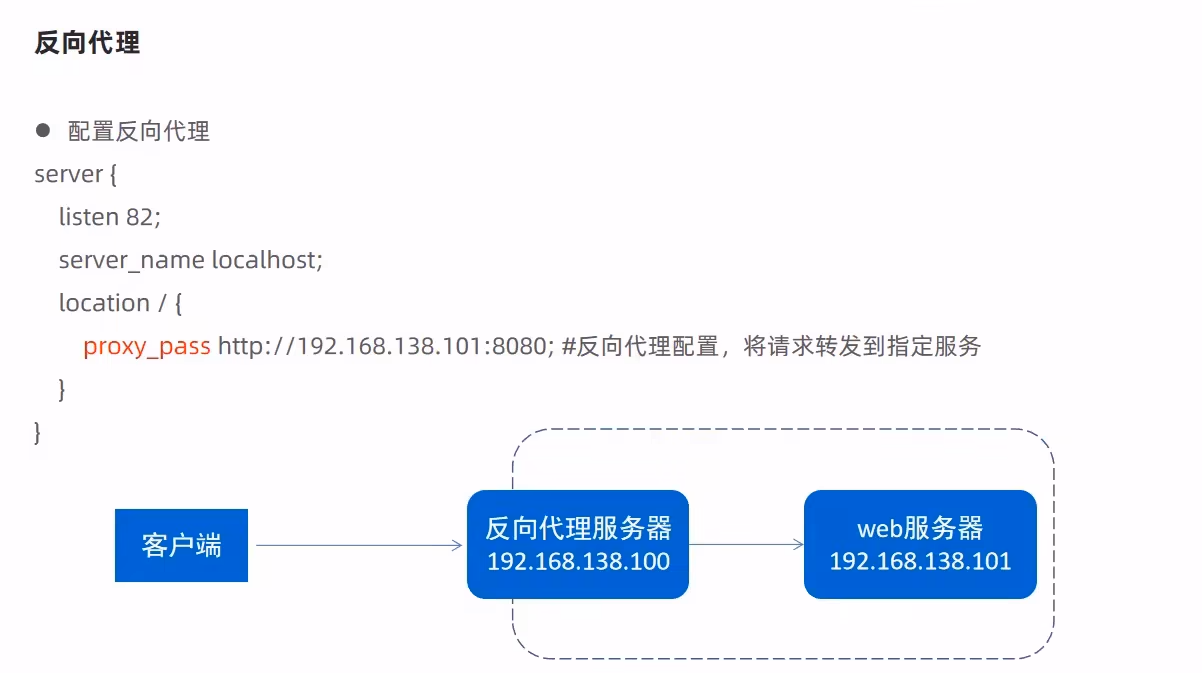 反向代理
● 配置反向代理
server {
listen 82;
server_name localhost;
location / {
proxy_pass http://192.168.138.101:8080; #反向代理配置，将请求转发到指定服务
}
}
客户端
反向代理服务器
192.168.138.100
web服务器
192.168.138.101